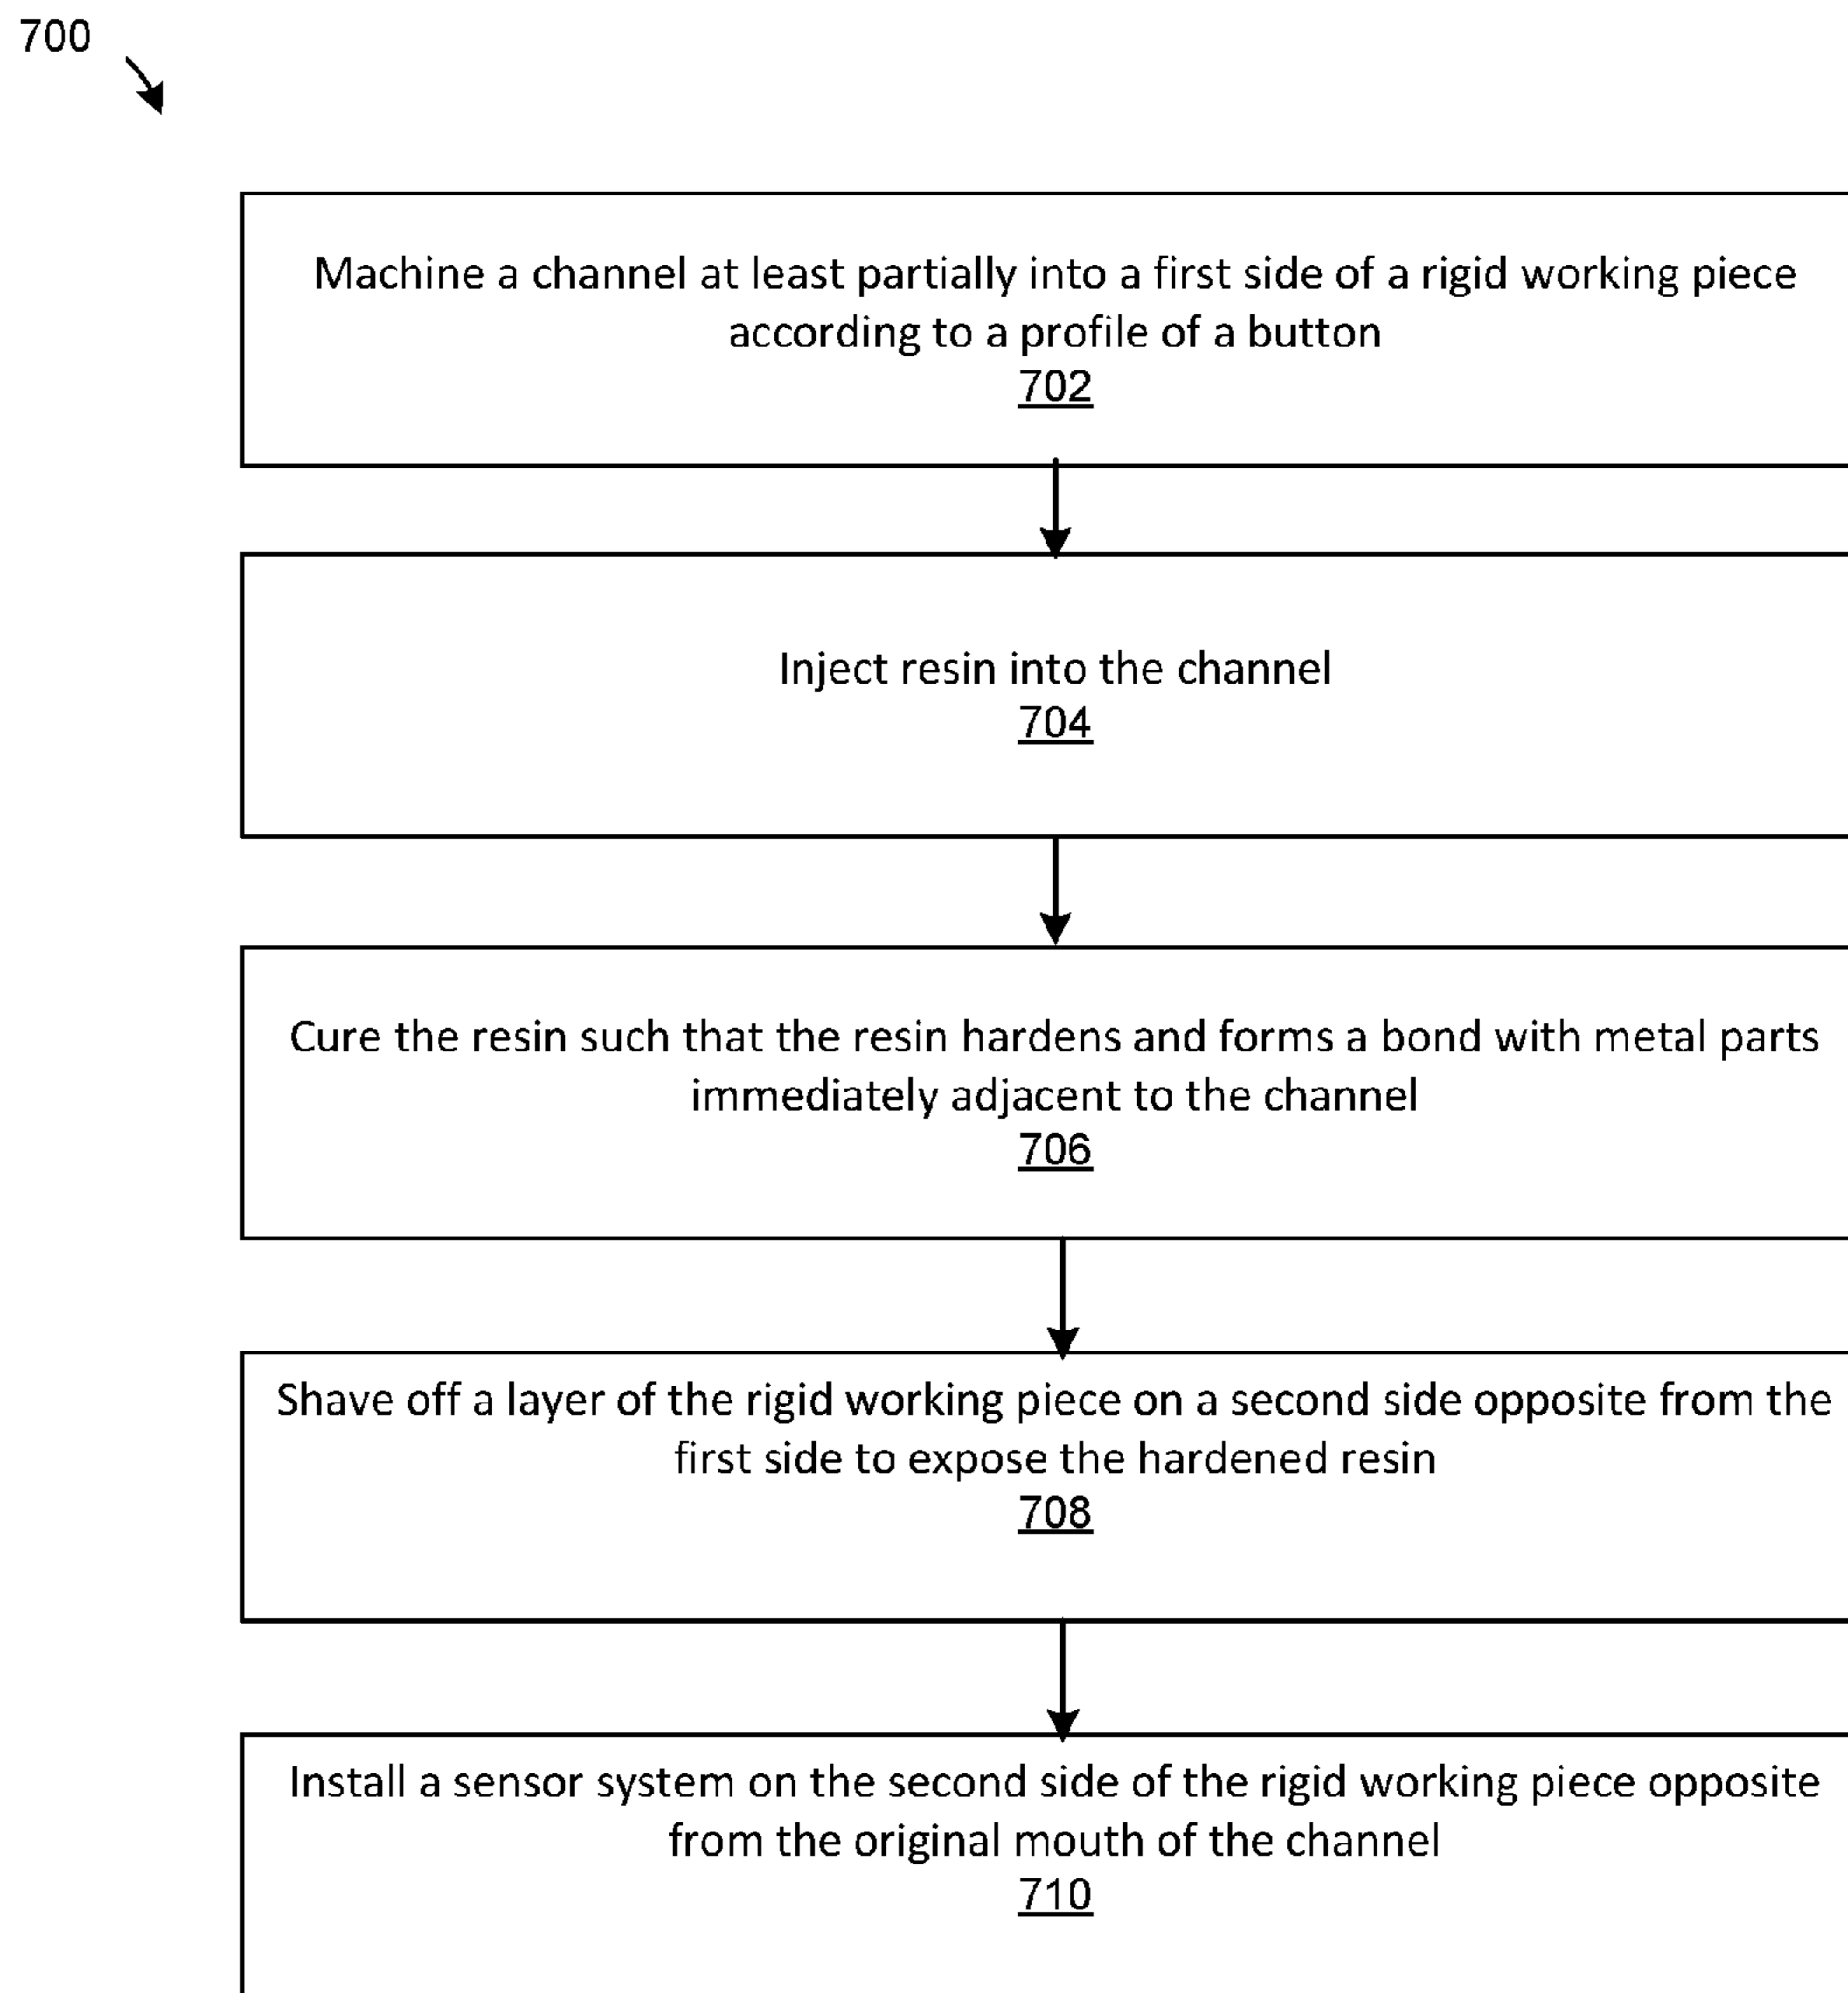 700
Machine a channel at least partially into a first side of a rigid working piece
according to a profile of a button
702
Inject resin into the channel
704
Cure the resin such that the resin hardens and forms a bond with metal parts
immediately adjacent to the channel
706
Shave off a layer of the rigid working piece on a second side opposite from the
first side to expose the hardened resin
708
Install a sensor system on the second side of the rigid working piece opposite
from the original mouth of the channel
710